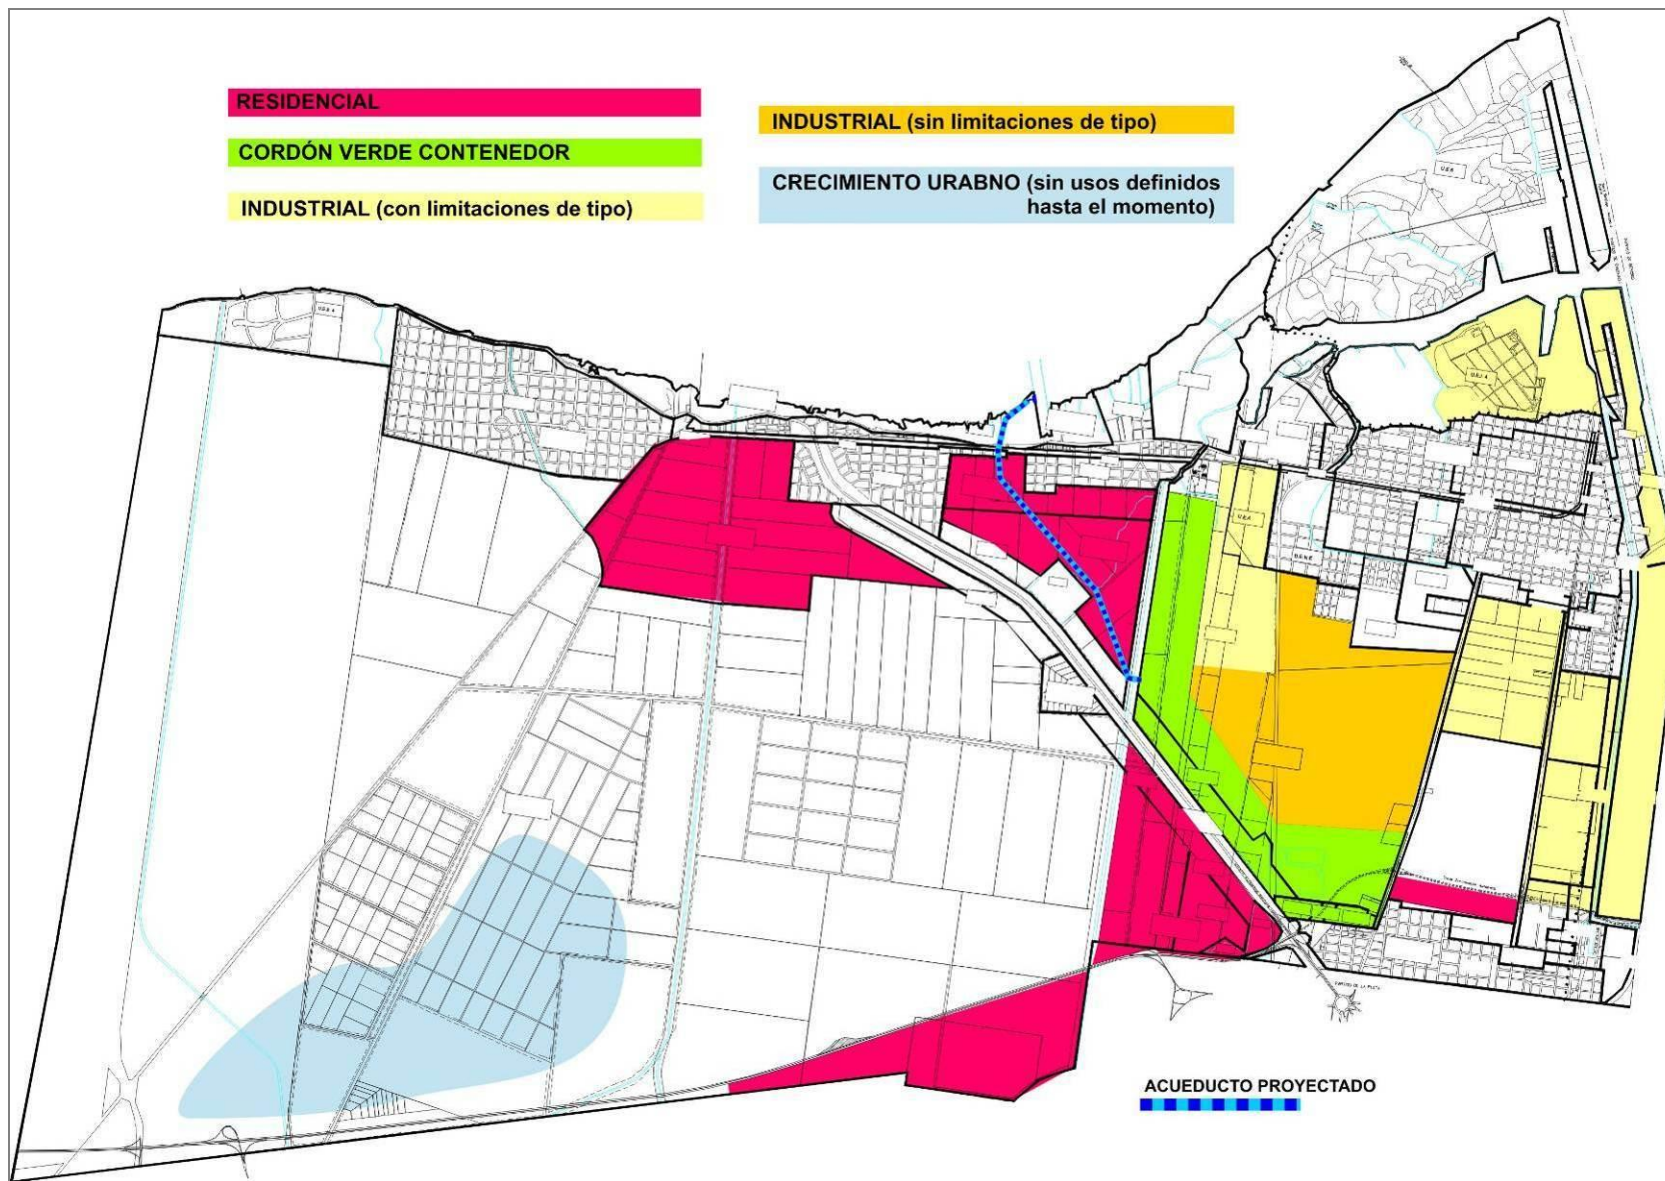 RESIDENCIAL
CORDÓN VERDE CONTENEDOR
INDUSTRIAL (con limitaciones de tipo)
INDUSTRIAL (sin limitaciones de tipo)
CRECIMIENTO URABNO (sin usos definidos
hasta el momento)
ACUEDUCTO PROYECTADO